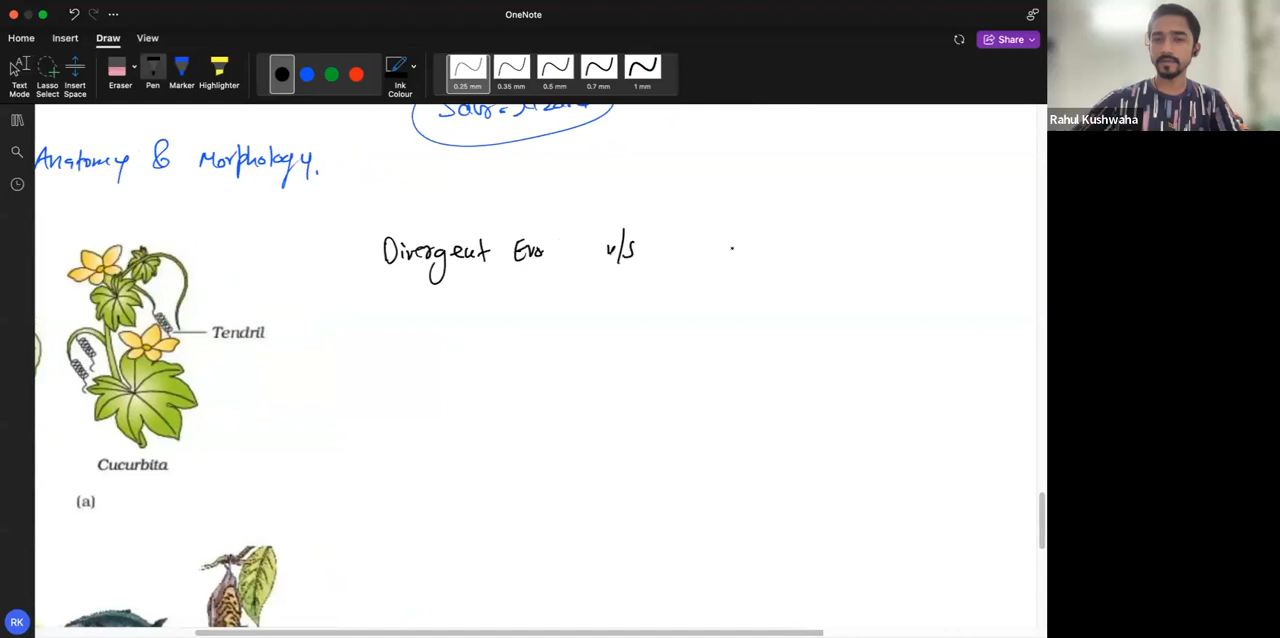 OneNote
Home Insert Draw View
Share
Text Mode
Lasso Select
Insert Space
Eraser
Pen
Marker
Highlighter
Ink Colour
0.25 mm
0.35 mm
0.5 mm
0.7 mm
1 mm
Rahul Kushwaha
Anatomy & Morphology.
Divergent Evo v/s
Tendril
Cucurbita
(a)
RK